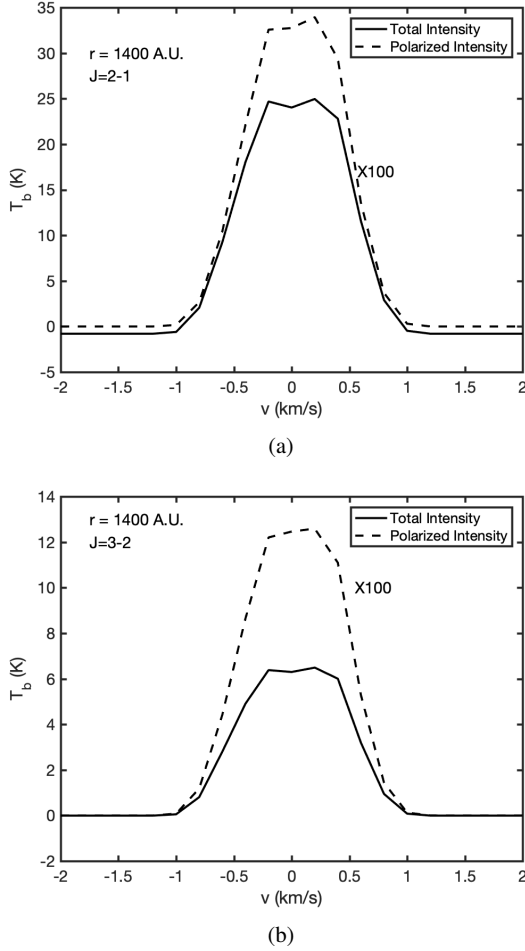 35
30
25
20
15
10
5
0
-5
T_b (K)
r = 1400 A.U.
J=2-1
Total Intensity
Polarized Intensity
X100
-2 -1.5 -1 -0.5 0 0.5 1 1.5 2
v (km/s)
(a)
14
12
10
8
6
4
2
0
-2
T_b (K)
r = 1400 A.U.
J=3-2
Total Intensity
Polarized Intensity
X100
-2 -1.5 -1 -0.5 0 0.5 1 1.5 2
v (km/s)
(b)